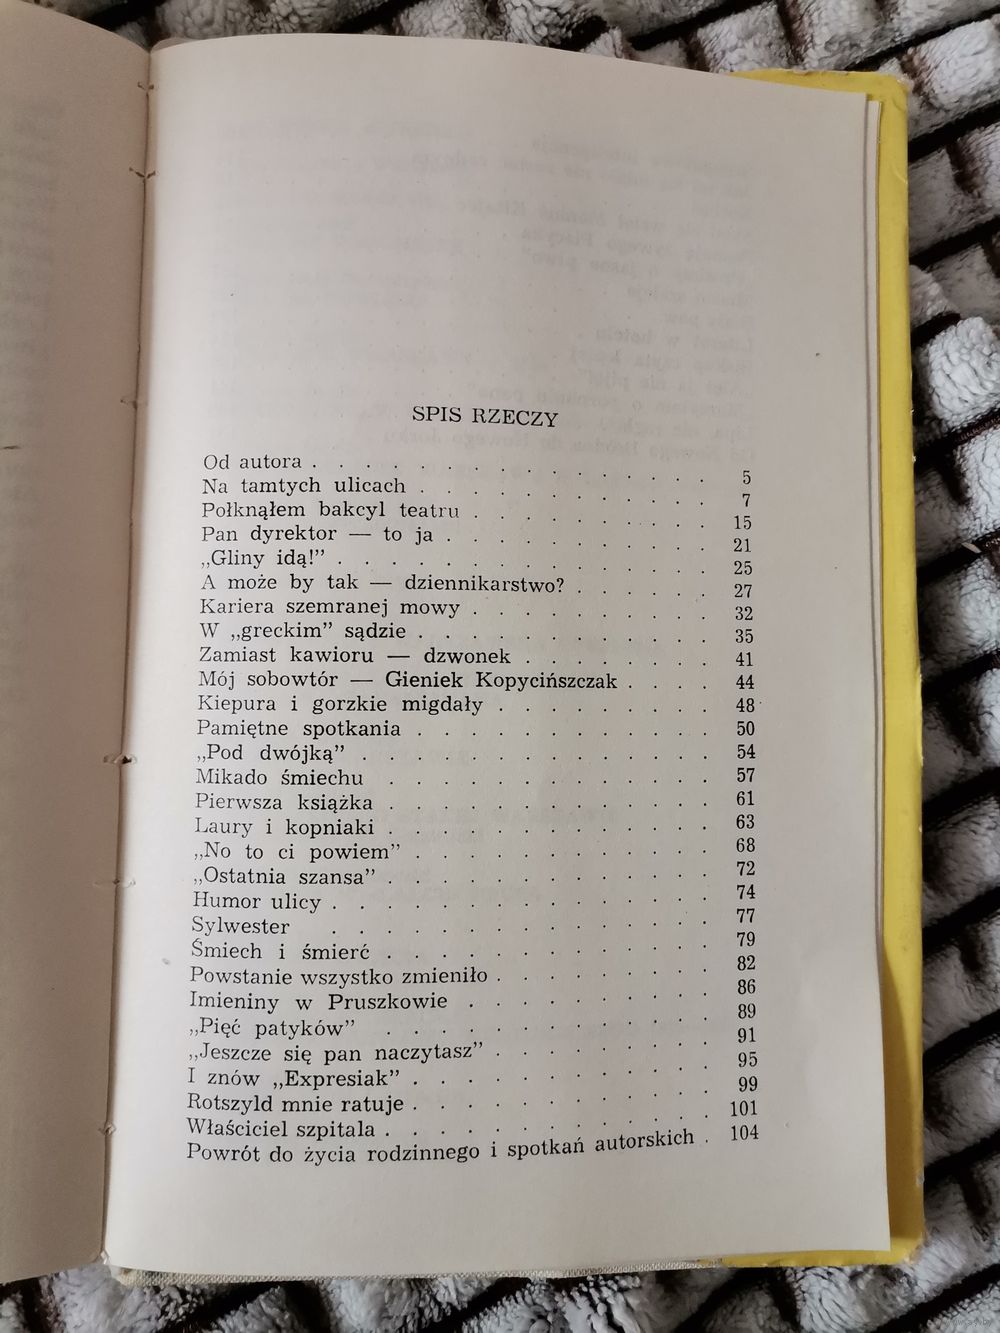 SPIS RZECZY
Od autora . . . . . . . . . . . . . . . 5
Na tamtych ulicach . . . . . . . . . . . 7
Połknąłem bakcyl teatru . . . . . . . . . 15
Pan dyrektor — to ja . . . . . . . . . . 21
„Gliny idą!” . . . . . . . . . . . . . . 25
A może by tak — dziennikarstwo? . . . . . 27
Kariera szemranej mowy . . . . . . . . . 32
W „greckim” sądzie . . . . . . . . . . . 35
Zamiast kawioru — dzwonek . . . . . . . 41
Mój sobowtór — Gieniek Kopycińszczak . . . . 44
Kiepura i gorzkie migdały . . . . . . . . 48
Pamiętne spotkania . . . . . . . . . . . 50
„Pod dwójką” . . . . . . . . . . . . . 54
Mikado śmiechu . . . . . . . . . . . . 57
Pierwsza książka . . . . . . . . . . . . 61
Laury i kopniaki . . . . . . . . . . . . 63
„No to ci powiem” . . . . . . . . . . . 68
„Ostatnia szansa” . . . . . . . . . . . . 72
Humor ulicy . . . . . . . . . . . . . . 74
Sylwester . . . . . . . . . . . . . . 77
Śmiech i śmierć . . . . . . . . . . . . 79
Powstanie wszystko zmieniło . . . . . . . . 82
Imieniny w Pruszkowie . . . . . . . . . 86
„Pięć patyków” . . . . . . . . . . . . 89
„Jeszcze się pan naczytasz” . . . . . . . . 91
I znów „Expresiak” . . . . . . . . . . . 95
Rotszyld mnie ratuje . . . . . . . . . . . 99
Właściciel szpitala . . . . . . . . . . . . 101
Powrót do życia rodzinnego i spotkań autorskich . 104